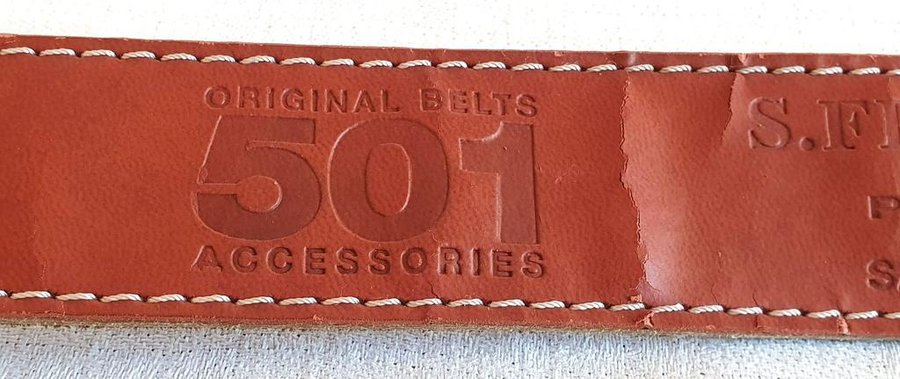 ORIGINAL BELTS
501
ACCESSORIES